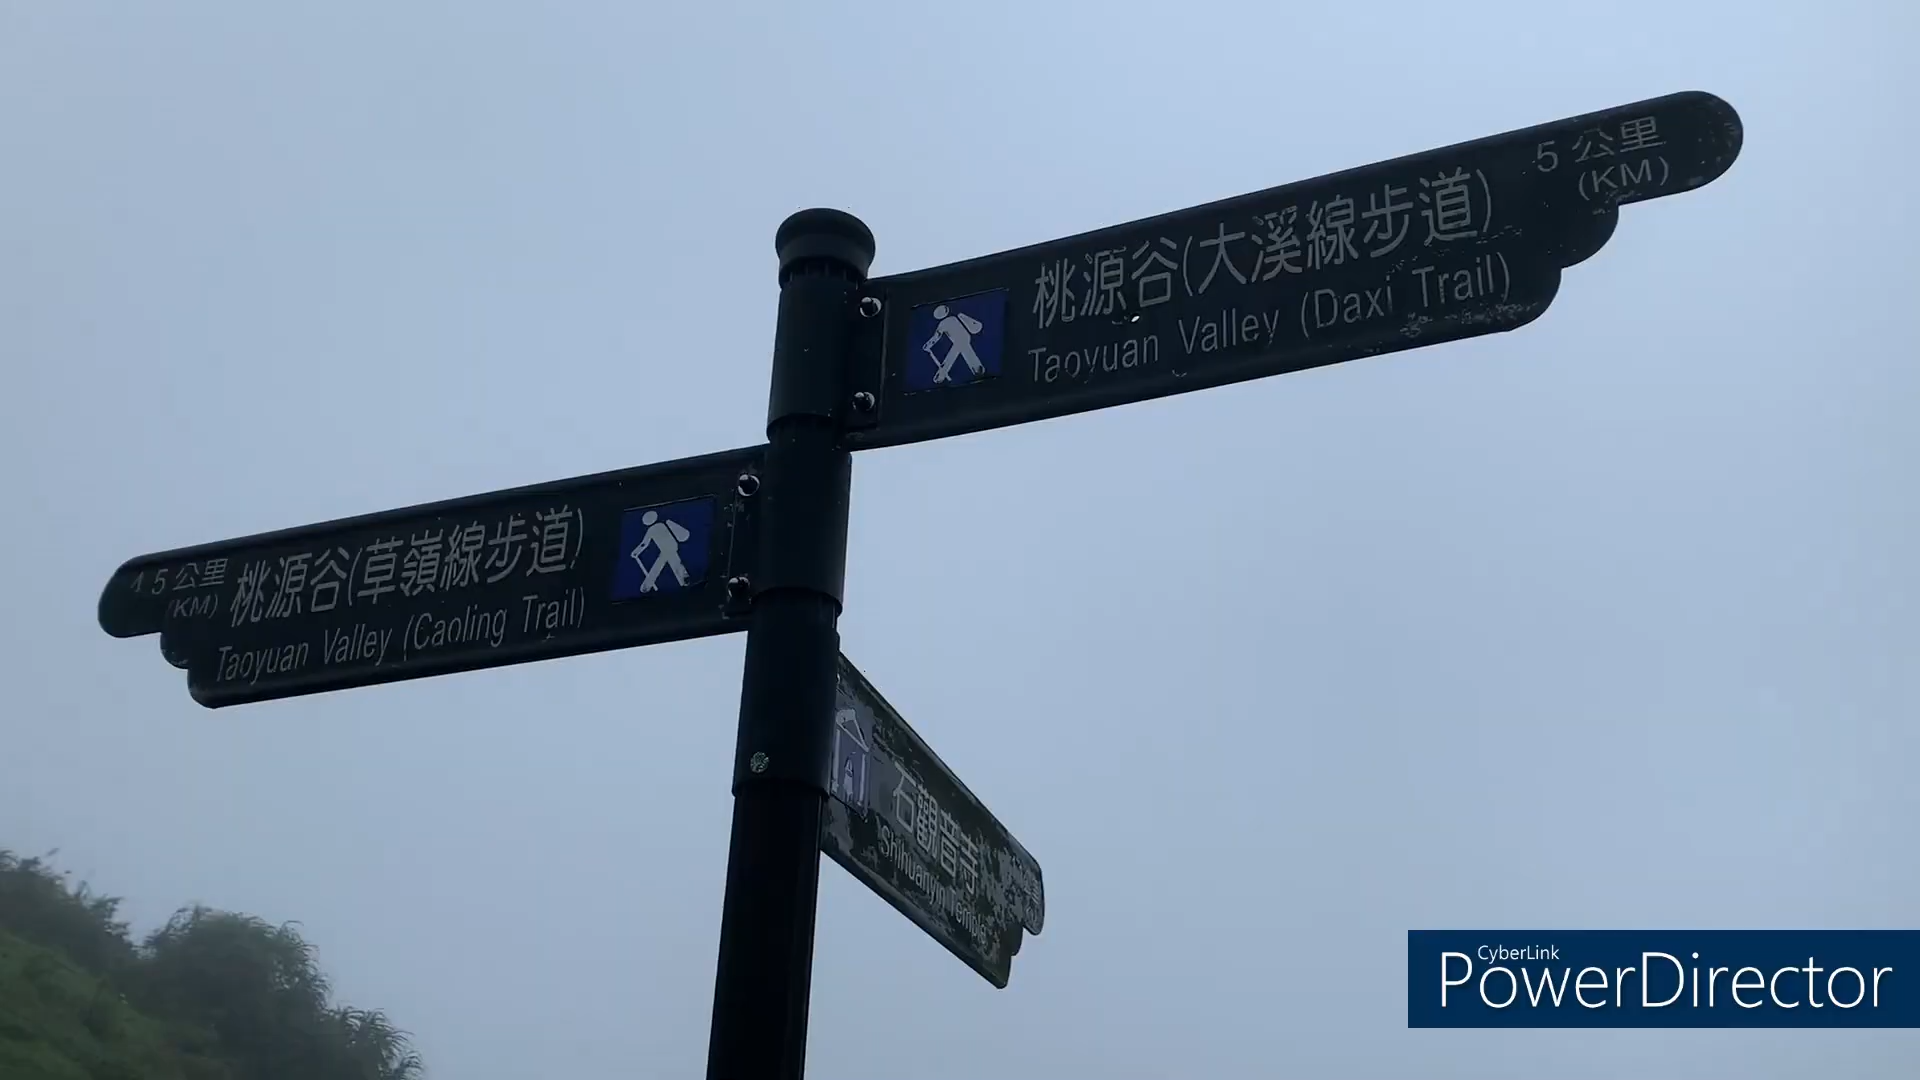 5 公里
(KM)
桃源谷(大溪線步道)
Taoyuan Valley (Daxi Trail)
4.5 公里
(KM)
桃源谷(草嶺線步道)
Taoyuan Valley (Caoling Trail)
石觀音寺
Shihuanyin Temple
CyberLink
PowerDirector